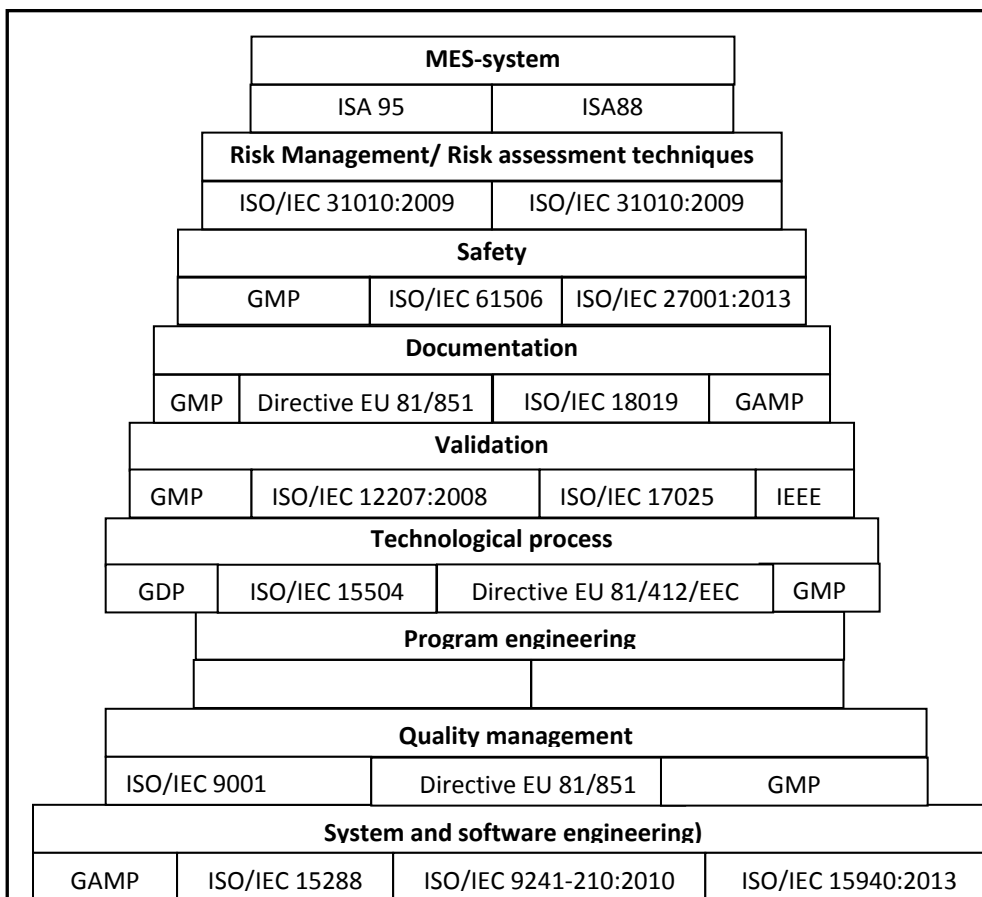 MES-system
ISA 95 ISA88
Risk Management/ Risk assessment techniques
ISO/IEC 31010:2009 ISO/IEC 31010:2009
Safety
GMP ISO/IEC 61506 ISO/IEC 27001:2013
Documentation
GMP Directive EU 81/851 ISO/IEC 18019 GAMP
Validation
GMP ISO/IEC 12207:2008 ISO/IEC 17025 IEEE
Technological process
GDP ISO/IEC 15504 Directive EU 81/412/EEC GMP
Program engineering
Quality management
ISO/IEC 9001 Directive EU 81/851 GMP
System and software engineering)
GAMP ISO/IEC 15288 ISO/IEC 9241-210:2010 ISO/IEC 15940:2013